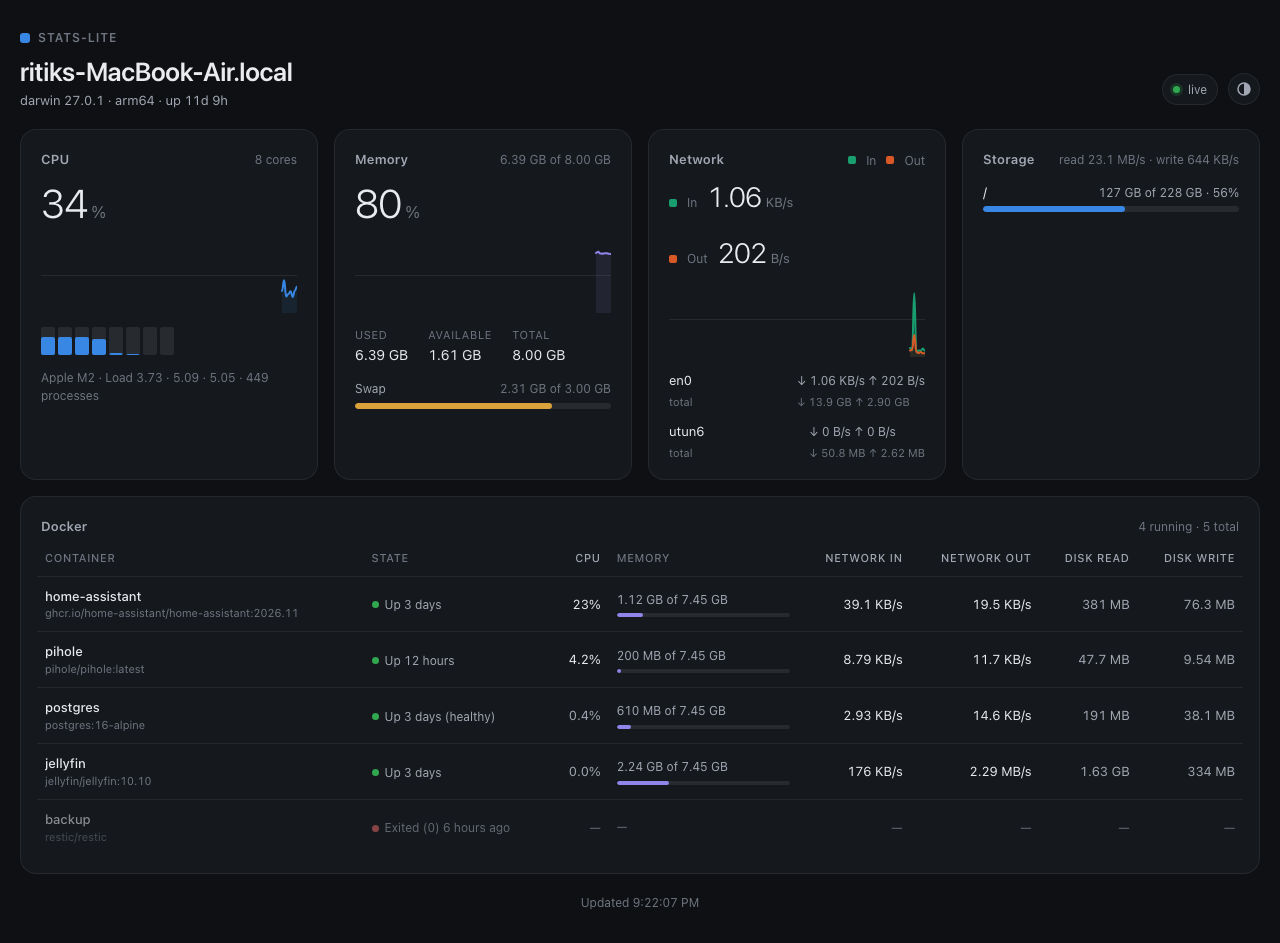 STATS-LITE
ritiks-MacBook-Air.local
darwin 27.0.1 · arm64 · up 11d 9h
live
CPU
8 cores
34 %
Apple M2 · Load 3.73 · 5.09 · 5.05 · 449
processes
Memory
6.39 GB of 8.00 GB
80 %
USED AVAILABLE TOTAL
6.39 GB 1.61 GB 8.00 GB
Swap 2.31 GB of 3.00 GB
Network
In Out
In 1.06 KB/s
Out 202 B/s
en0 ↓ 1.06 KB/s ↑ 202 B/s
total ↓ 13.9 GB ↑ 2.90 GB
utun6 ↓ 0 B/s ↑ 0 B/s
total ↓ 50.8 MB ↑ 2.62 MB
Storage
read 23.1 MB/s · write 644 KB/s
/ 127 GB of 228 GB · 56%
Docker
4 running · 5 total
CONTAINER STATE CPU MEMORY NETWORK IN NETWORK OUT DISK READ DISK WRITE
home-assistant
ghcr.io/home-assistant/home-assistant:2026.11
Up 3 days 23% 1.12 GB of 7.45 GB 39.1 KB/s 19.5 KB/s 381 MB 76.3 MB
pihole
pihole/pihole:latest
Up 12 hours 4.2% 200 MB of 7.45 GB 8.79 KB/s 11.7 KB/s 47.7 MB 9.54 MB
postgres
postgres:16-alpine
Up 3 days (healthy) 0.4% 610 MB of 7.45 GB 2.93 KB/s 14.6 KB/s 191 MB 38.1 MB
jellyfin
jellyfin/jellyfin:10.10
Up 3 days 0.0% 2.24 GB of 7.45 GB 176 KB/s 2.29 MB/s 1.63 GB 334 MB
backup
restic/restic
Exited (0) 6 hours ago — — — — — —
Updated 9:22:07 PM